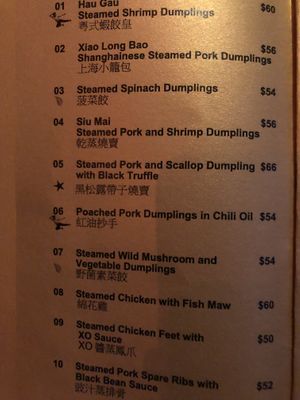 01 Hau Gau $60
Steamed Shrimp Dumplings
粵式蝦餃皇
02 Xiao Long Bao $56
Shanghainese Steamed Pork Dumplings
上海小籠包
03 Steamed Spinach Dumplings $54
菠菜餃
04 Siu Mai $56
Steamed Pork and Shrimp Dumplings
乾蒸燒賣
05 Steamed Pork and Scallop Dumpling $66
with Black Truffle
黑松露帶子燒賣
06 Poached Pork Dumplings in Chili Oil $54
紅油抄手
07 Steamed Wild Mushroom and $54
Vegetable Dumplings
野菌素菜餃
08 Steamed Chicken with Fish Maw $60
棉花雞
09 Steamed Chicken Feet with $50
XO Sauce
XO 醬蒸鳳爪
10 Steamed Pork Spare Ribs with $52
Black Bean Sauce
豉汁蒸排骨